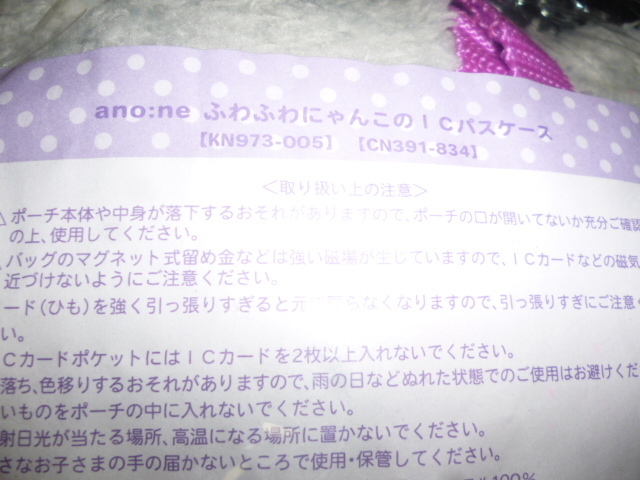 ano:ne ふわふわにゃんこのICパスケース
【KN973-005】 【CN391-834】
＜取り扱い上の注意＞
ポーチ本体や中身が落下するおそれがありますので、ポーチの口が開いてないか充分ご確認
の上、使用してください。
バッグのマグネット式留め金などは強い磁場が生じていますので、ICカードなどの磁気
近づけないようにご注意ください。
ード(ひも)を強く引っ張りすぎると元に戻らなくなりますので、引っ張りすぎにご注意く
い。
Cカードポケットには ICカードを2枚以上入れないでください。
落ち、色移りするおそれがありますので、雨の日などぬれた状態でのご使用はお避けくだ
いものをポーチの中に入れないでください。
射日光が当たる場所、高温になる場所に置かないでください。
さなお子さまの手の届かないところで使用・保管してください。
100%